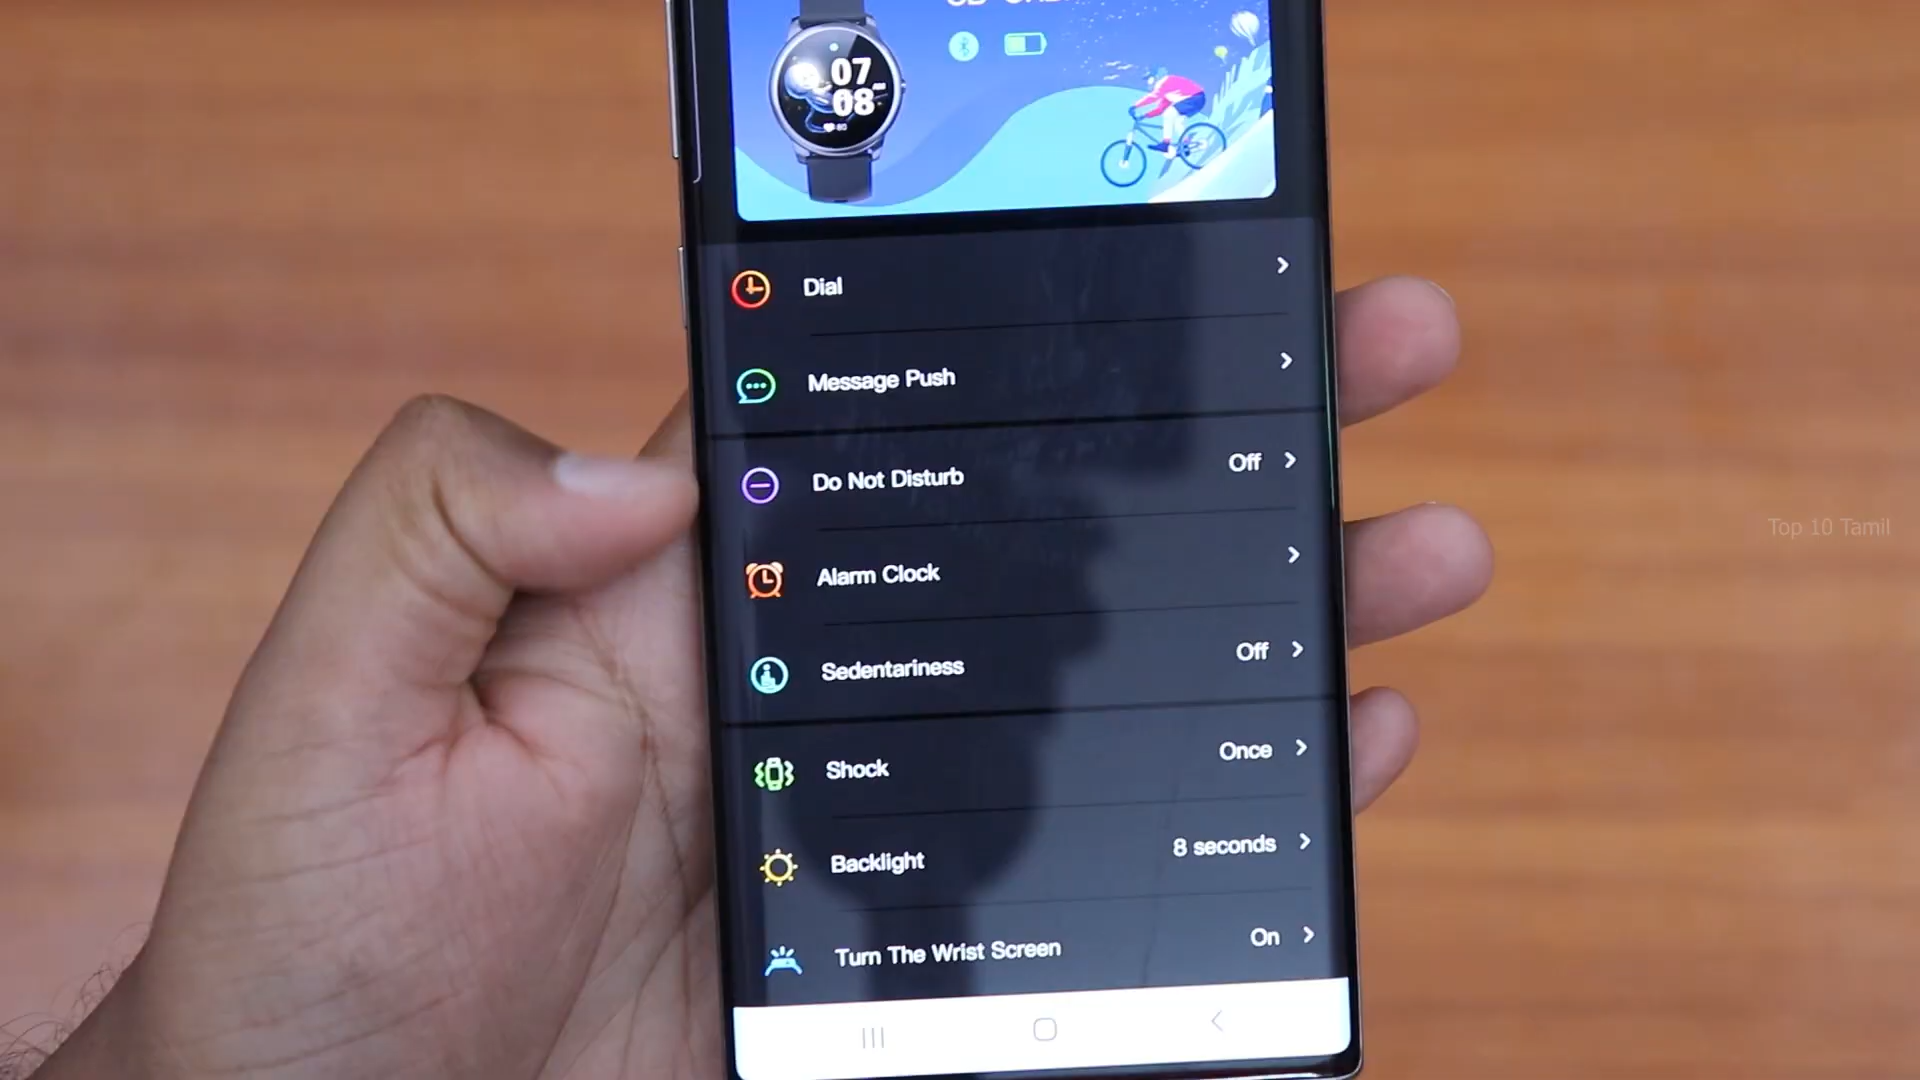 07
08
Dial
Message Push
Do Not Disturb Off
Alarm Clock
Sedentariness Off
Shock Once
Backlight 8 seconds
Turn The Wrist Screen On
Top 10 Tamil